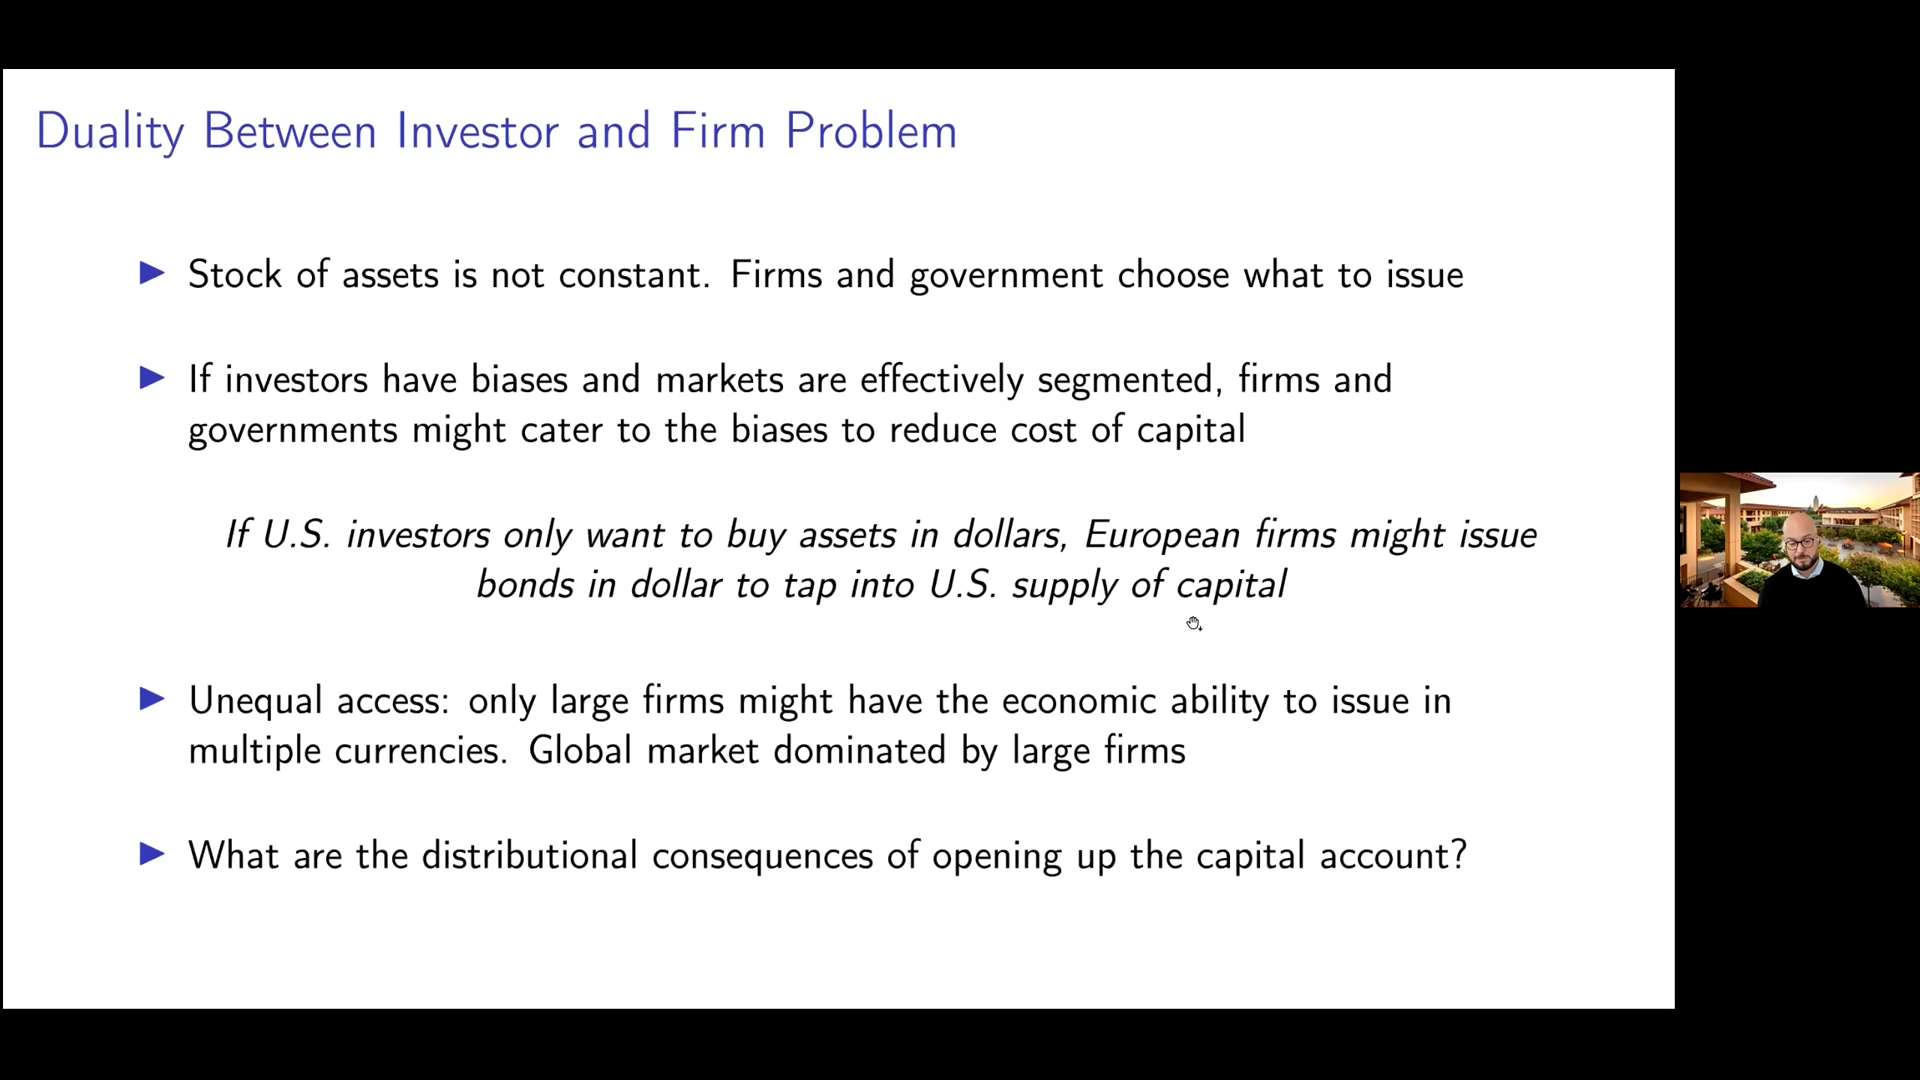 Duality Between Investor and Firm Problem
Stock of assets is not constant. Firms and government choose what to issue
If investors have biases and markets are effectively segmented, firms and
governments might cater to the biases to reduce cost of capital
If U.S. investors only want to buy assets in dollars, European firms might issue
bonds in dollar to tap into U.S. supply of capital
Unequal access: only large firms might have the economic ability to issue in
multiple currencies. Global market dominated by large firms
What are the distributional consequences of opening up the capital account?